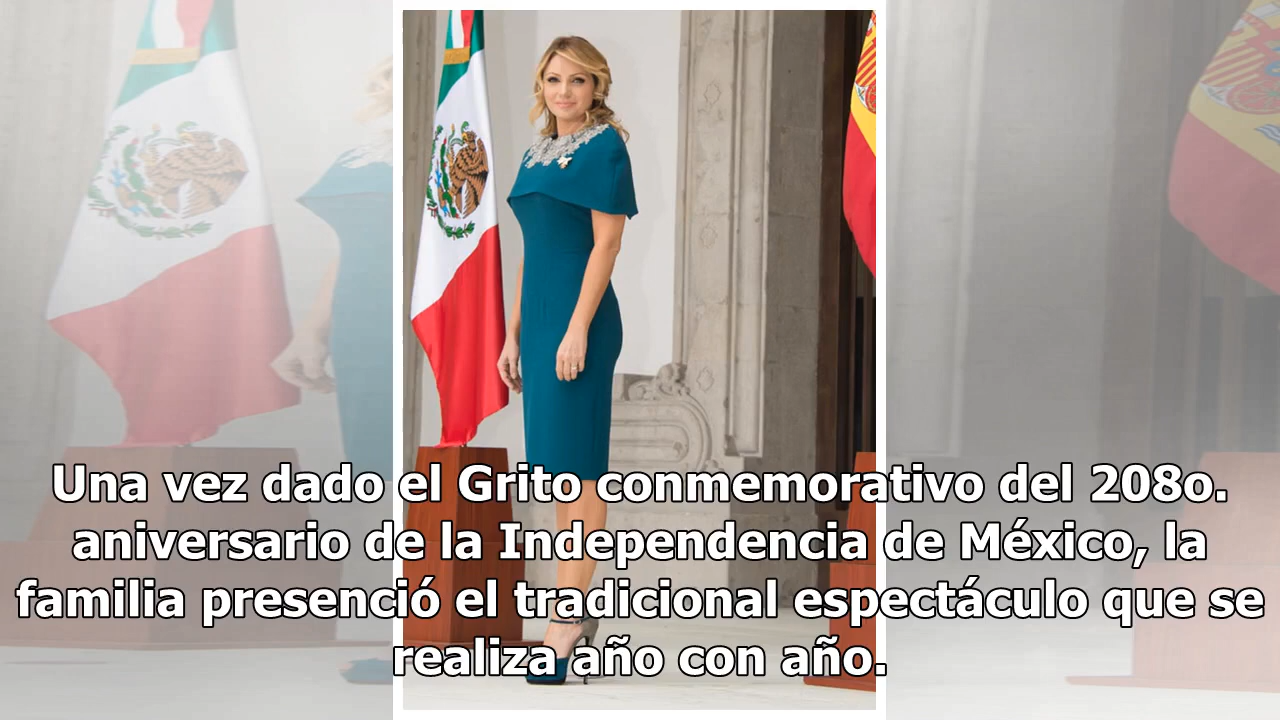 Una vez dado el Grito conmemorativo del 208o.
aniversario de la Independencia de México, la
familia presenció el tradicional espectáculo que se
realiza año con año.